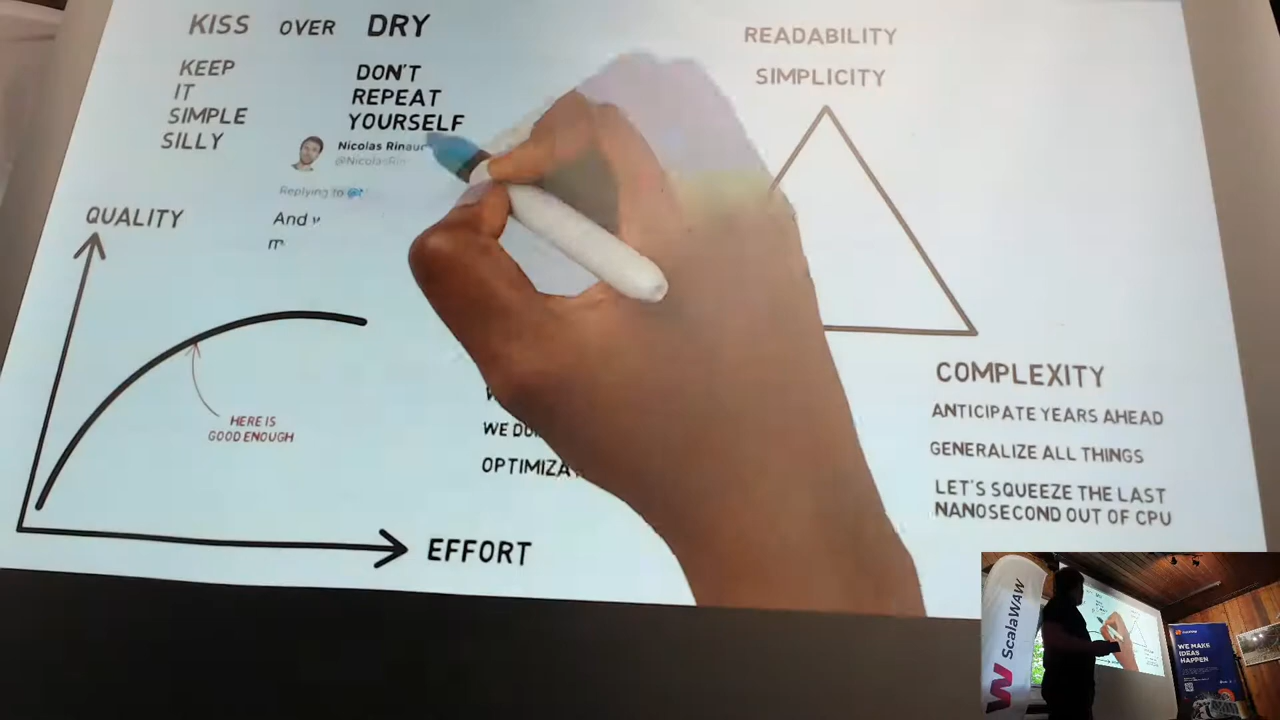 KISS OVER DRY
KEEP
IT
SIMPLE
SILLY
DON'T
REPEAT
YOURSELF
Nicolas
Replying to
And
QUALITY
HERE IS
GOOD ENOUGH
EFFORT
WE
READABILITY
SIMPLICITY
COMPLEXITY
ANTICIPATE YEARS AHEAD
GENERALIZE ALL THINGS
LET'S SQUEEZE THE LAST
NANOSECOND OUT OF CPU
ScalaWAW
WE MAKE
IDEAS
HAPPEN